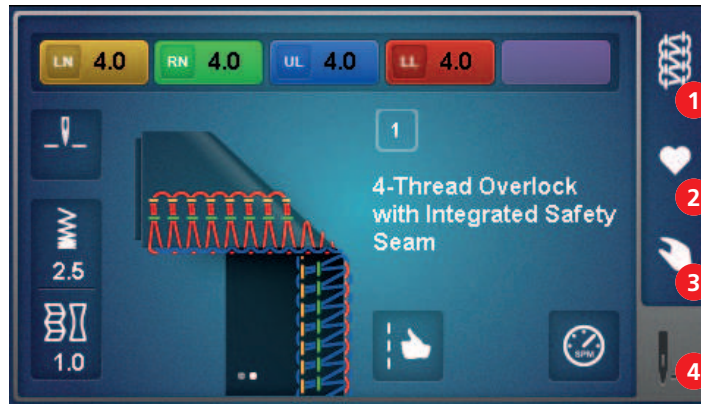 LN 4.0 RN 4.0 UL 4.0 LL 4.0
1
4-Thread Overlock
with Integrated Safety
Seam
2.5
1.0
SPM
1
2
3
4